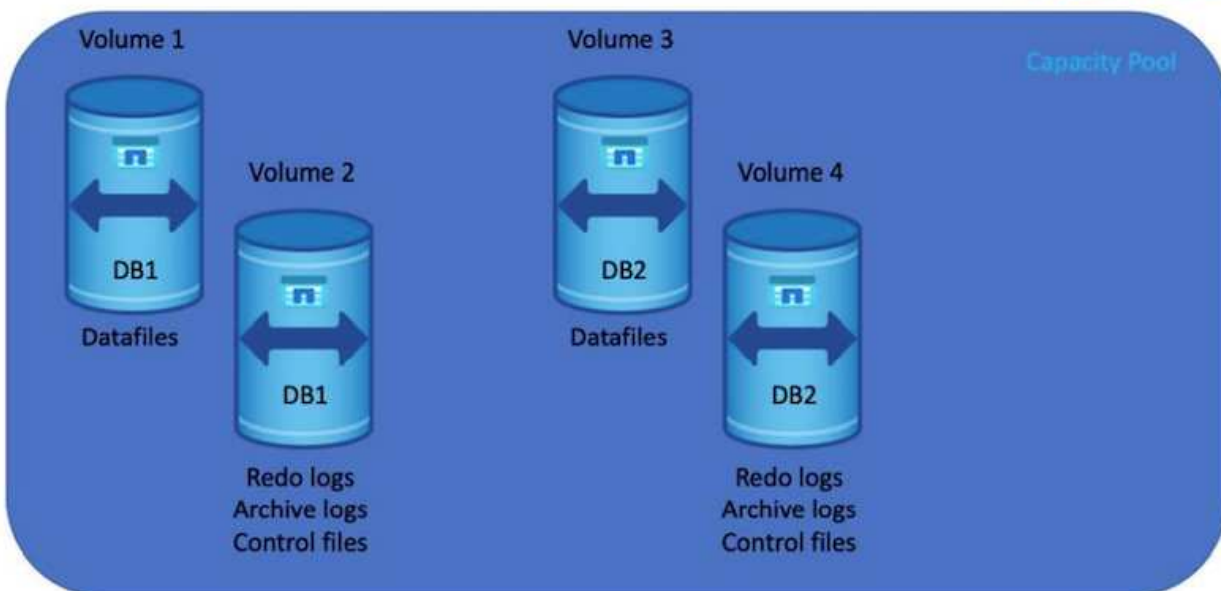 Volume 1
Volume 3
Capacity Pool
Volume 2
Volume 4
DB1
DB2
Datafiles
Datafiles
DB1
DB2
Redo logs
Archive logs
Control files
Redo logs
Archive logs
Control files